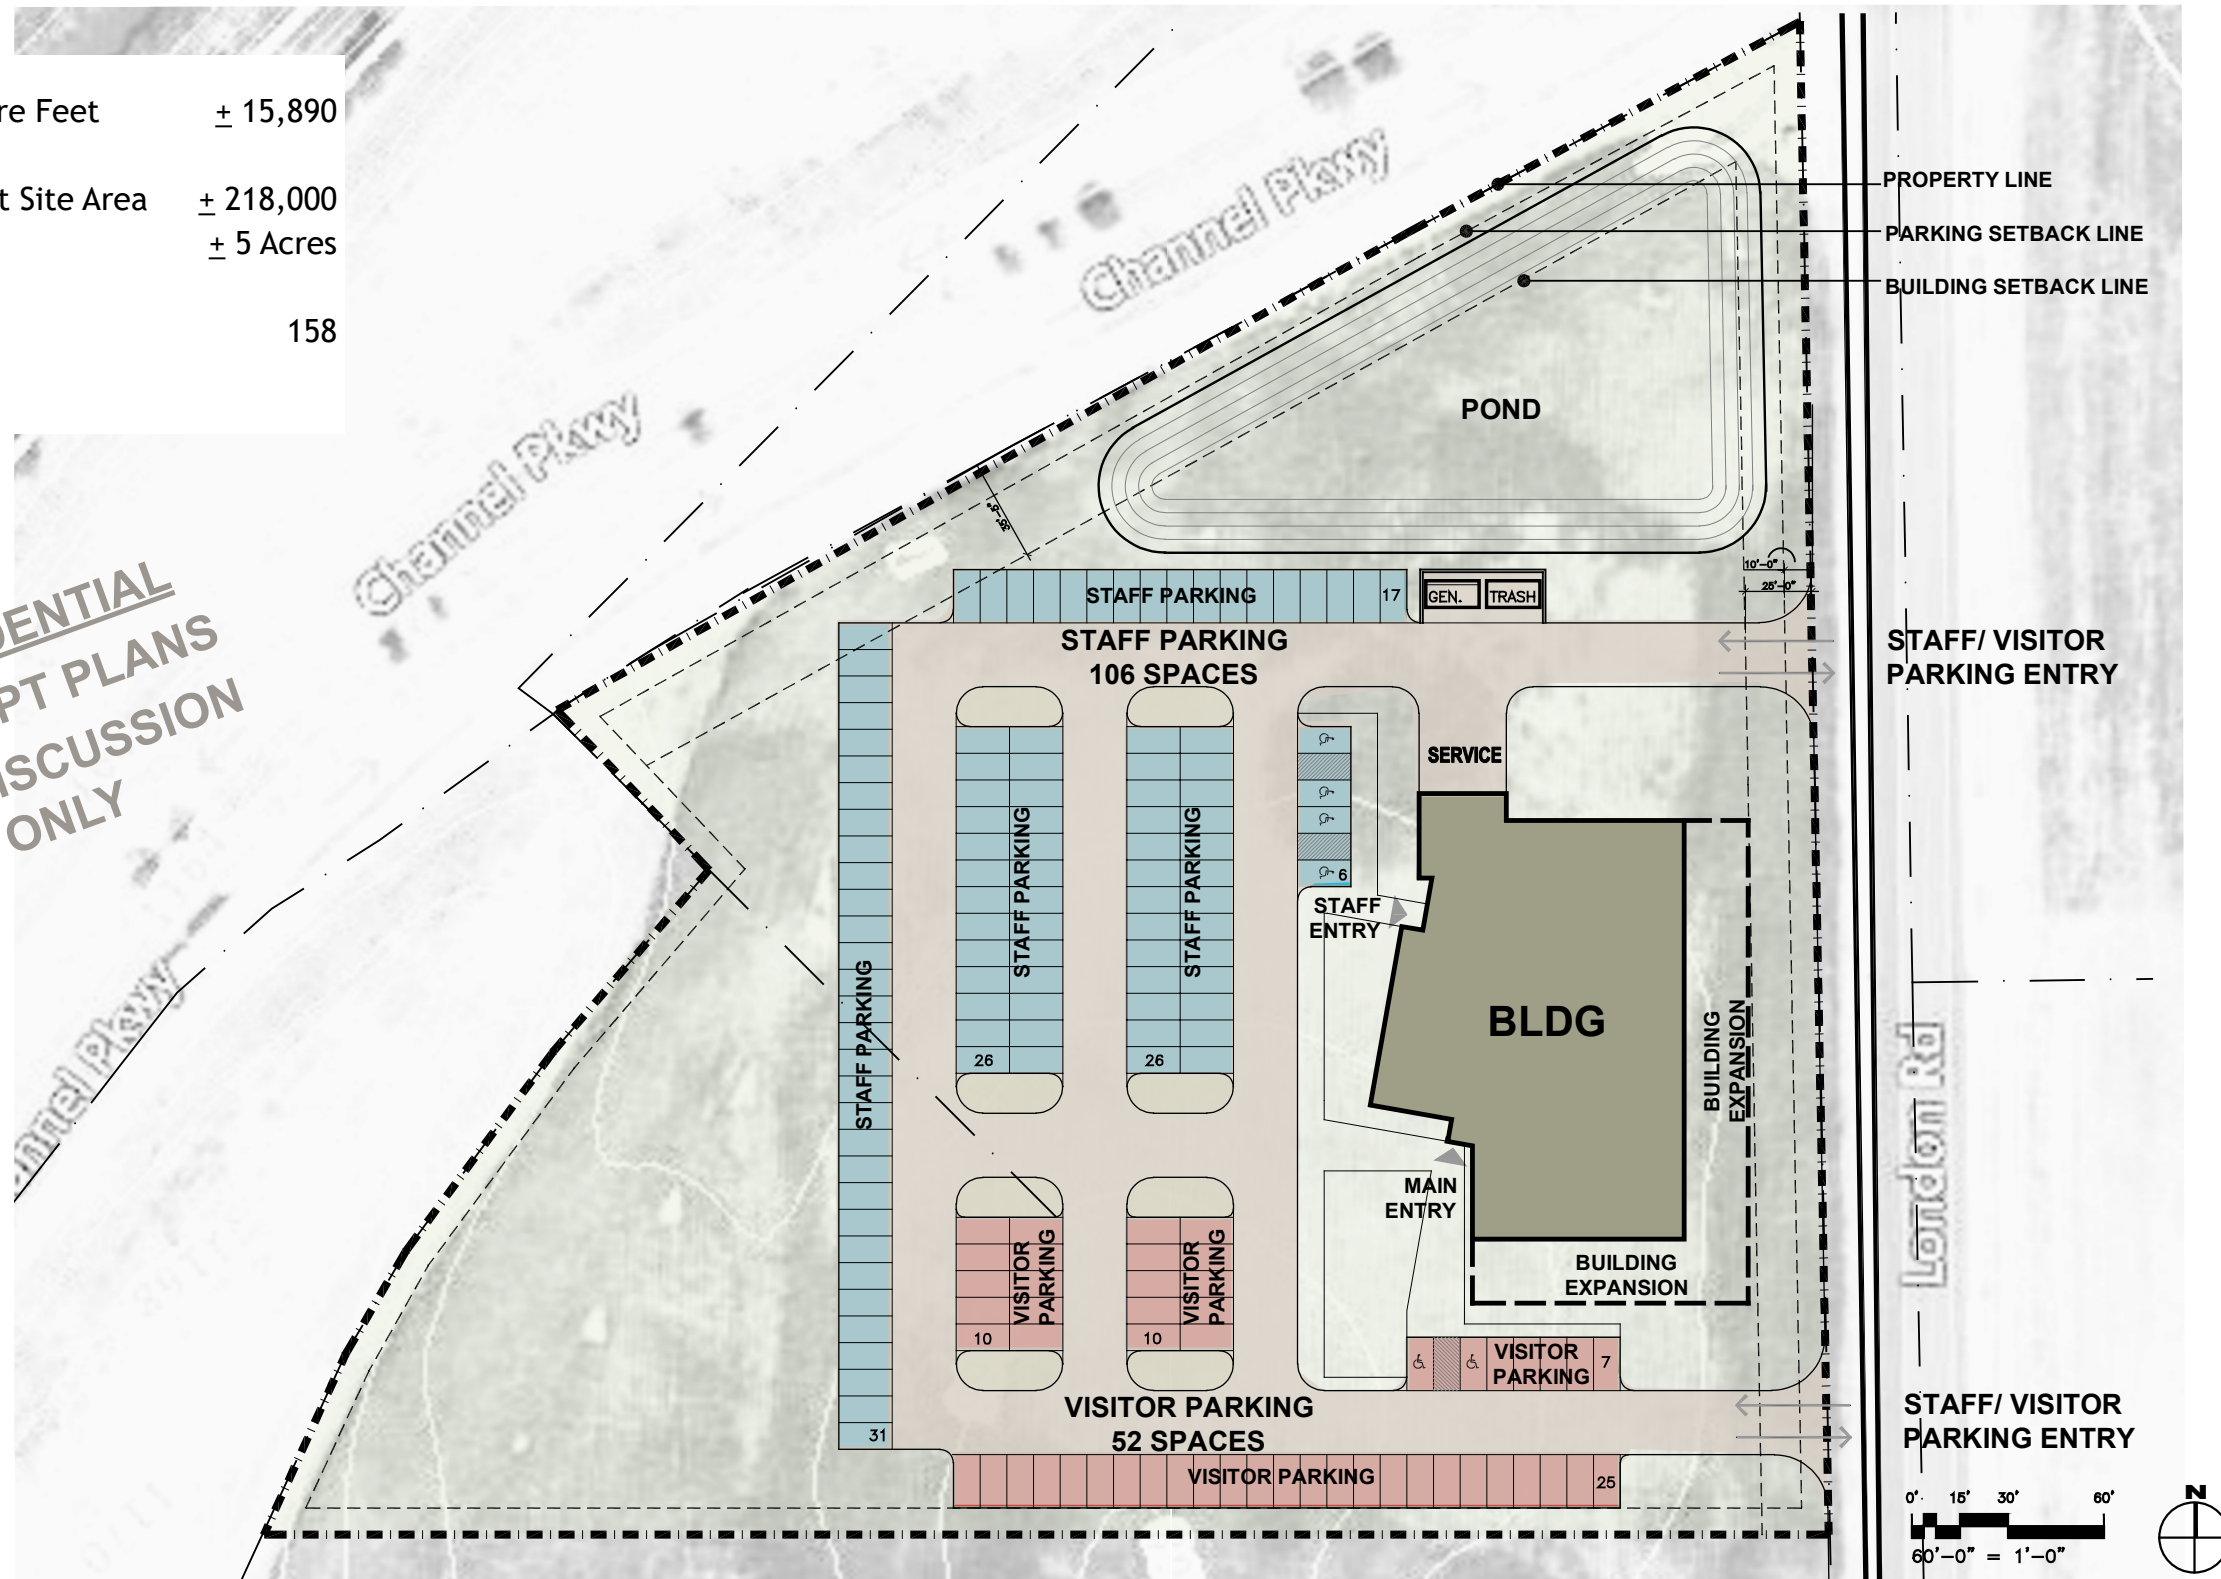 re Feet ± 15,890
t Site Area ± 218,000
± 5 Acres
158
DENTIAL
PT PLANS
ISCUSSION
ONLY
Channel Pkwy
Channel Pkwy
nnel Pkwy
PROPERTY LINE
PARKING SETBACK LINE
BUILDING SETBACK LINE
POND
35'-5"
10'-0"
25'-0"
STAFF PARKING 17
GEN.
TRASH
STAFF PARKING
106 SPACES
STAFF/ VISITOR
PARKING ENTRY
SERVICE
STAFF PARKING
26
STAFF PARKING
26
6
STAFF
ENTRY
STAFF PARKING
31
BLDG
BUILDING
EXPANSION
MAIN
ENTRY
BUILDING
EXPANSION
VISITOR
PARKING
10
VISITOR
PARKING
10
VISITOR
PARKING
7
VISITOR PARKING
52 SPACES
VISITOR PARKING 25
London Rd
STAFF/ VISITOR
PARKING ENTRY
0' 15' 30' 60'
60'-0" = 1'-0"
N